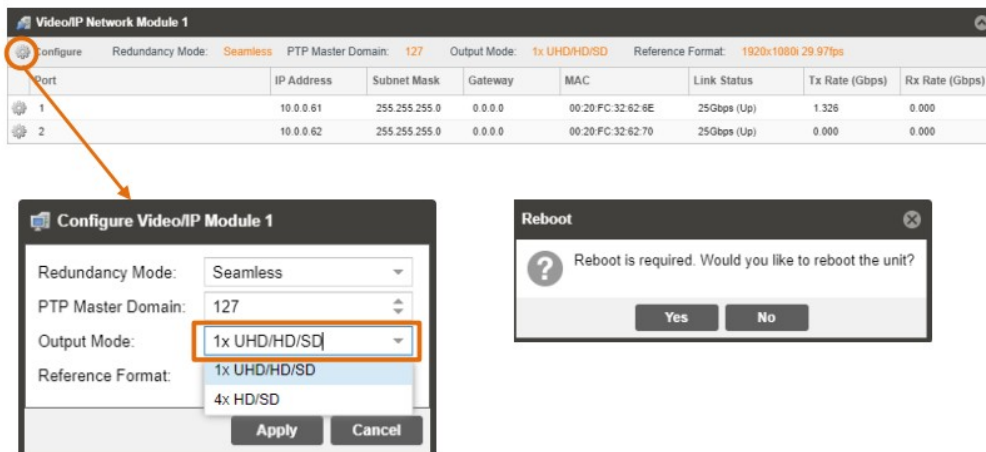 Video/IP Network Module 1
Configure Redundancy Mode: Seamless PTP Master Domain: 127 Output Mode: 1x UHD/HD/SD Reference Format: 1920x1080i 29.97fps
Port IP Address Subnet Mask Gateway MAC Link Status Tx Rate (Gbps) Rx Rate (Gbps)
1 10.0.0.61 255.255.255.0 0.0.0.0 00:20:FC:32:62:6E 25Gbps (Up) 1.326 0.000
2 10.0.0.62 255.255.255.0 0.0.0.0 00:20:FC:32:62:70 25Gbps (Up) 0.000 0.000
Configure Video/IP Module 1
Redundancy Mode: Seamless
PTP Master Domain: 127
Output Mode: 1x UHD/HD/SD
Reference Format: 1x UHD/HD/SD
4x HD/SD
Apply Cancel
Reboot
Reboot is required. Would you like to reboot the unit?
Yes No